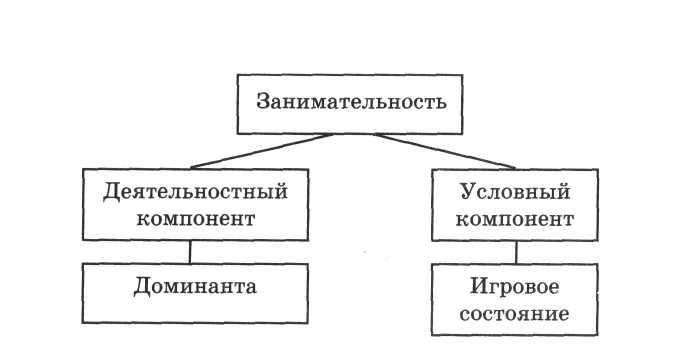 Занимательность
Деятельностный
компонент
Условный
компонент
Доминанта
Игровое
состояние